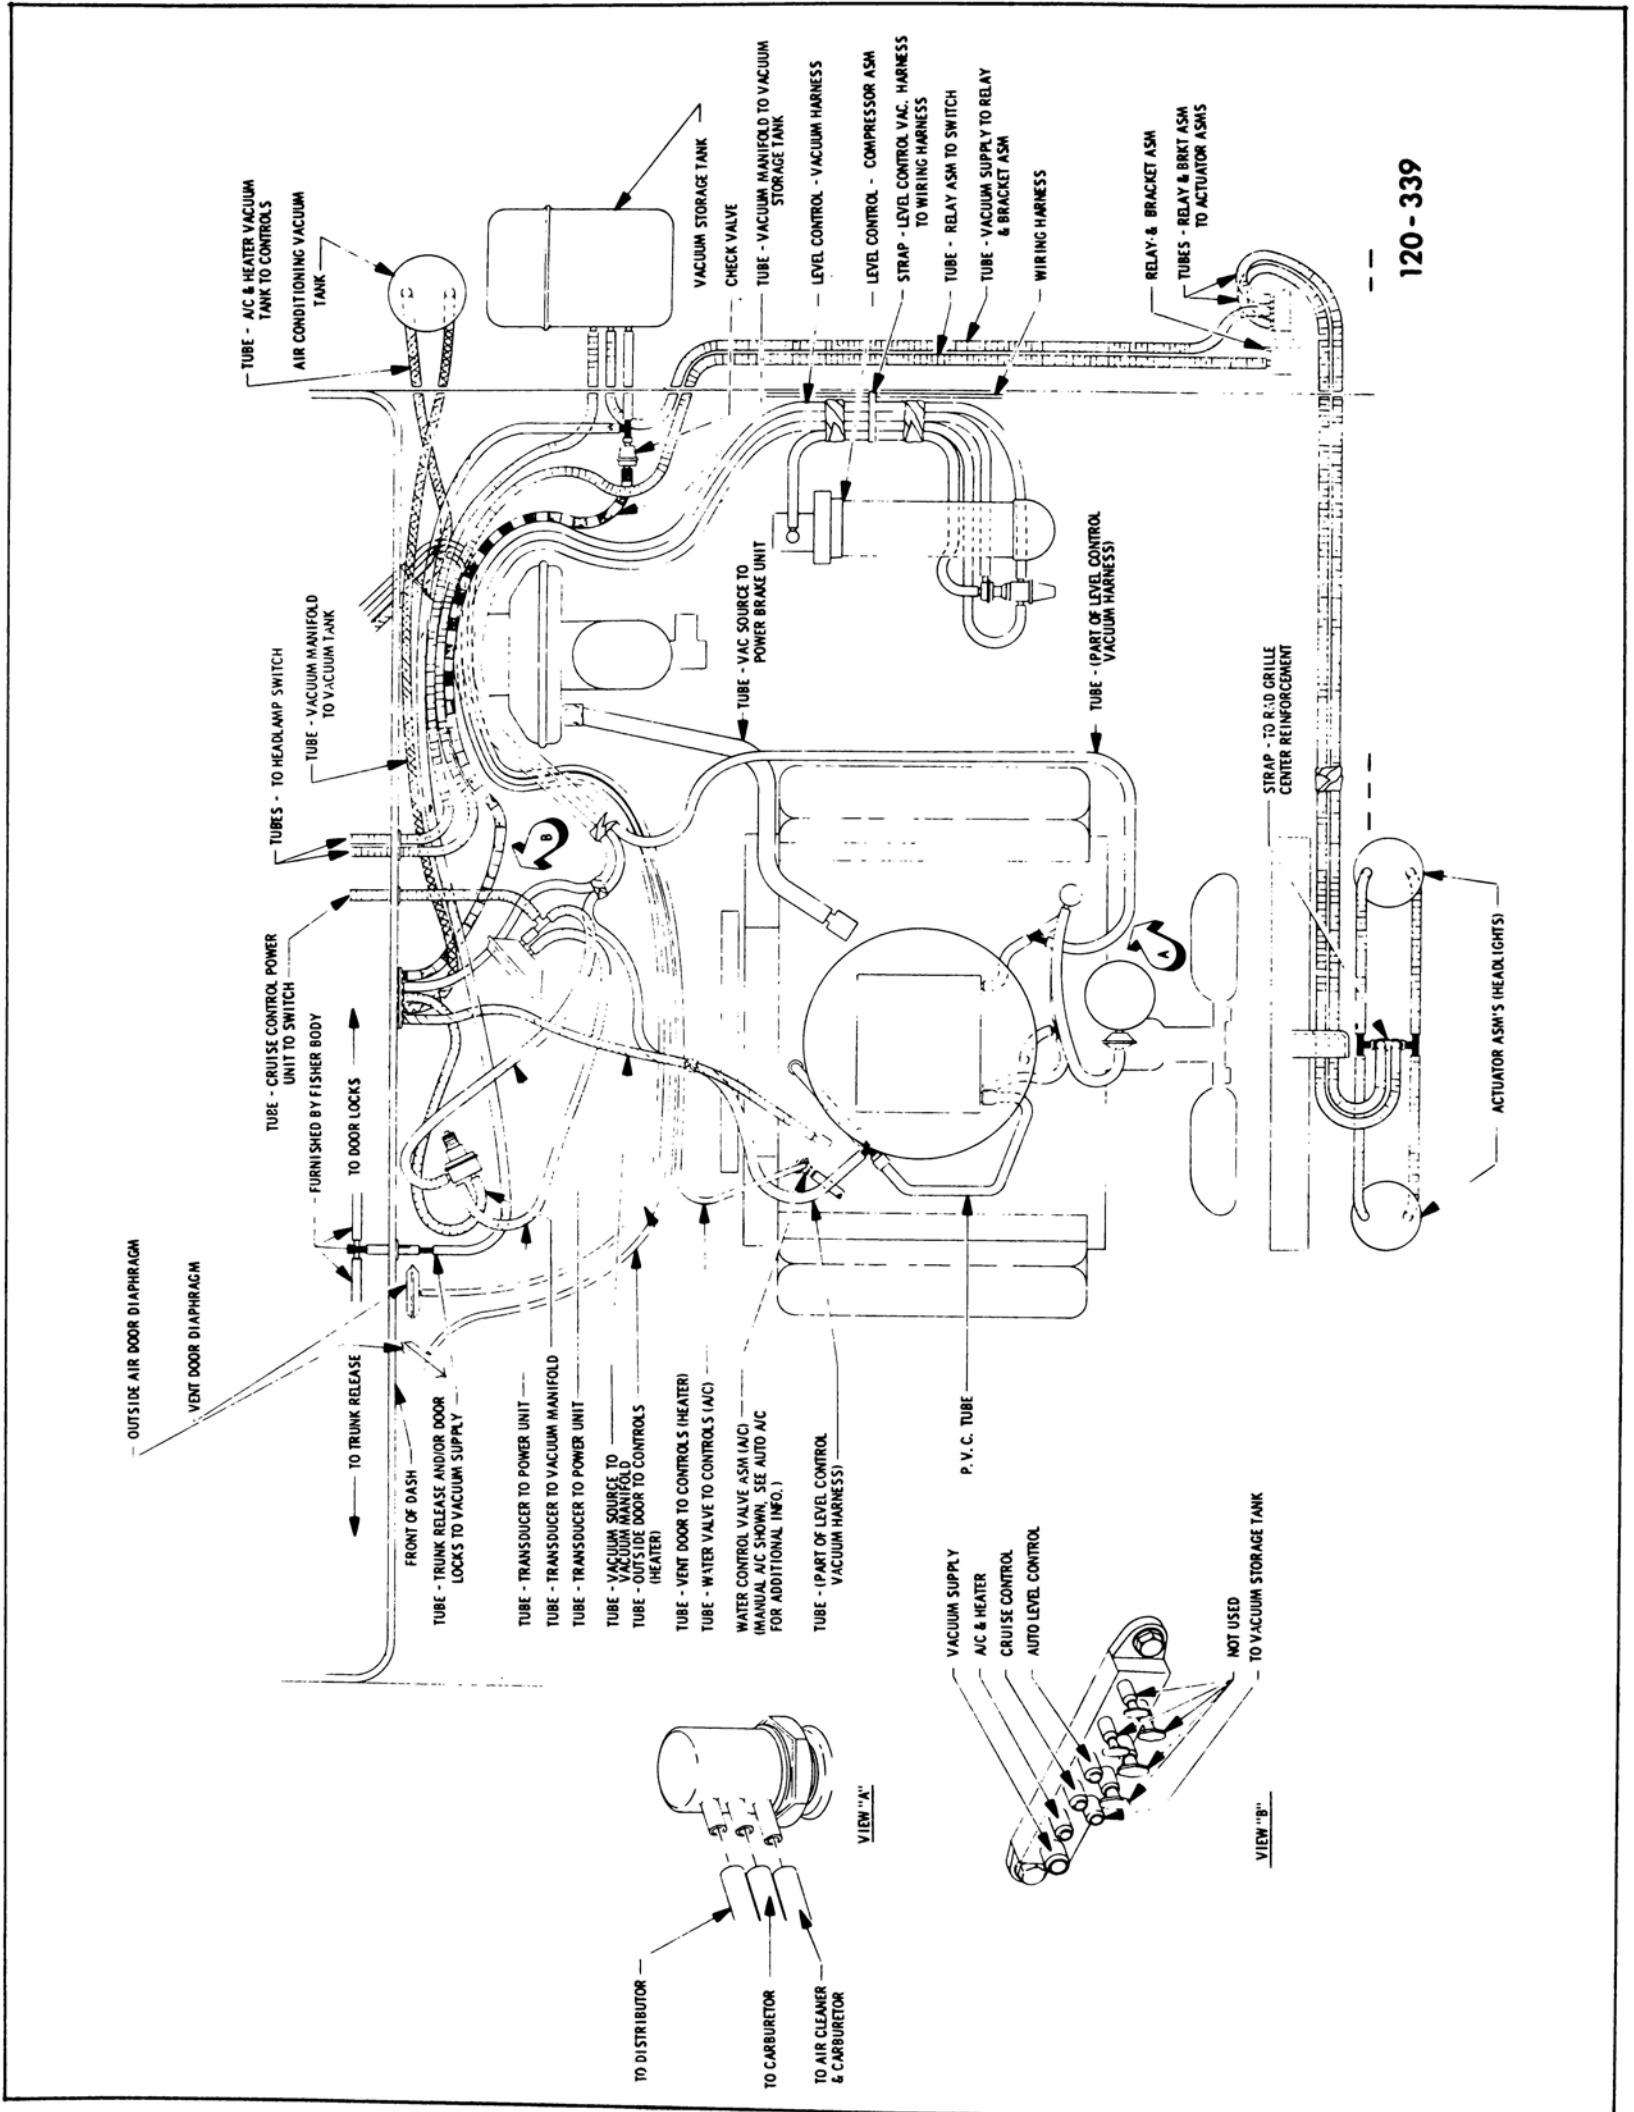 OUTSIDE AIR DOOR DIAPHRAGM
VENT DOOR DIAPHRAGM
TO TRUNK RELEASE
TO DOOR LOCKS
FURNISHED BY FISHER BODY
TUBE - CRUISE CONTROL POWER
UNIT TO SWITCH
TUBES - TO HEADLAMP SWITCH
TUBE - VACUUM MANIFOLD
TO VACUUM TANK
TUBE - A/C & HEATER VACUUM
TANK TO CONTROLS
AIR CONDITIONING VACUUM
TANK
VACUUM STORAGE TANK
CHECK VALVE
TUBE - VACUUM MANIFOLD TO VACUUM
STORAGE TANK
LEVEL CONTROL - VACUUM HARNESS
LEVEL CONTROL - COMPRESSOR ASM
STRAP - LEVEL CONTROL VAC. HARNESS
TO WIRING HARNESS
TUBE - RELAY ASM TO SWITCH
TUBE - VACUUM SUPPLY TO RELAY
& BRACKET ASM
WIRING HARNESS
RELAY & BRACKET ASM
TUBES - RELAY & BRKT ASM
TO ACTUATOR ASMS
120-339
FRONT OF DASH
TUBE - TRUNK RELEASE AND/OR DOOR
LOCKS TO VACUUM SUPPLY
TUBE - TRANSDUCER TO POWER UNIT
TUBE - TRANSDUCER TO VACUUM MANIFOLD
TUBE - TRANSDUCER TO POWER UNIT
TUBE - VACUUM SOURCE TO
VACUUM MANIFOLD
TUBE - OUTSIDE DOOR TO CONTROLS
(HEATER)
TUBE - VENT DOOR TO CONTROLS (HEATER)
TUBE - WATER VALVE TO CONTROLS (A/C)
WATER CONTROL VALVE ASM (A/C)
(MANUAL A/C SHOWN, SEE AUTO A/C
FOR ADDITIONAL INFO.)
TUBE - (PART OF LEVEL CONTROL
VACUUM HARNESS)
P.V.C. TUBE
TUBE - VAC SOURCE TO
POWER BRAKE UNIT
TUBE - (PART OF LEVEL CONTROL
VACUUM HARNESS)
B
A
STRAP - TO RAD GRILLE
CENTER REINFORCEMENT
ACTUATOR ASM'S (HEADLIGHTS)
TO DISTRIBUTOR
TO CARBURETOR
TO AIR CLEANER
& CARBURETOR
VIEW "A"
VACUUM SUPPLY
A/C & HEATER
CRUISE CONTROL
AUTO LEVEL CONTROL
NOT USED
TO VACUUM STORAGE TANK
VIEW "B"